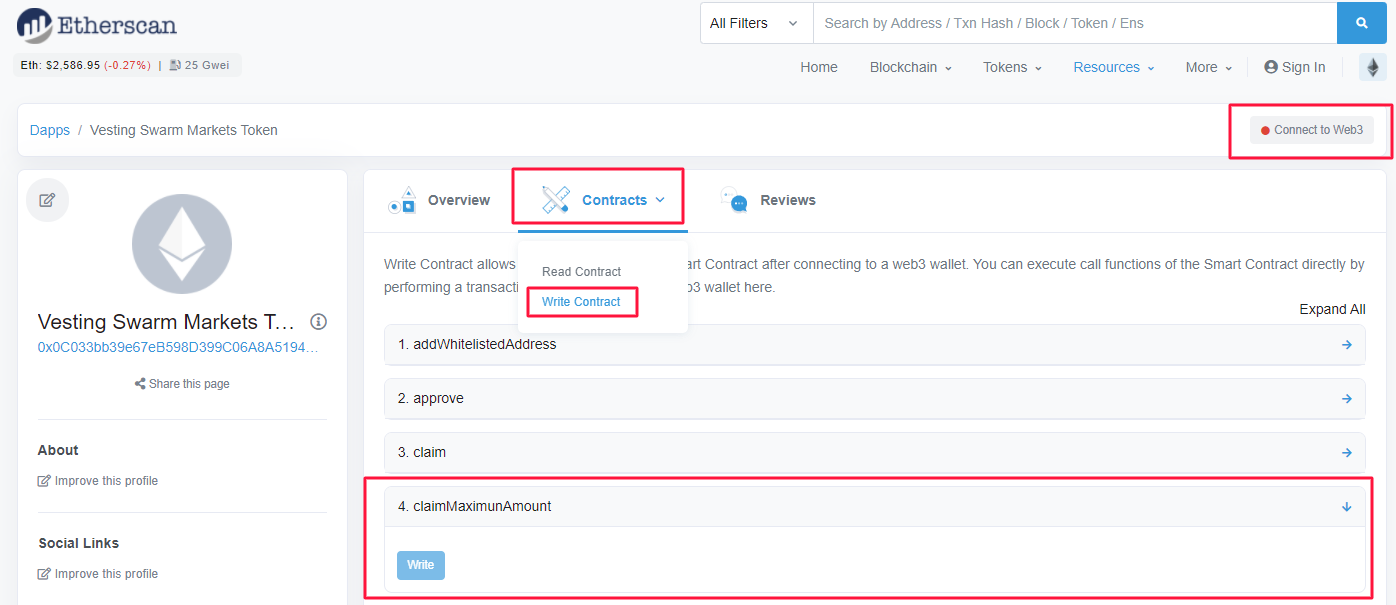 Etherscan
All Filters
Search by Address / Txn Hash / Block / Token / Ens
Eth: $2,586.95 (-0.27%) | 25 Gwei
Home Blockchain Tokens Resources More Sign In
Dapps / Vesting Swarm Markets Token
Connect to Web3
Vesting Swarm Markets T...
0x0C033bb39e67eB598D399C06A8A5194...
Share this page
About
Improve this profile
Social Links
Improve this profile
Overview Contracts Reviews
Read Contract
Write Contract
Write Contract allows rt Contract after connecting to a web3 wallet. You can execute call functions of the Smart Contract directly by
performing a transacti b3 wallet here.
Expand All
1. addWhitelistedAddress
2. approve
3. claim
4. claimMaximunAmount
Write